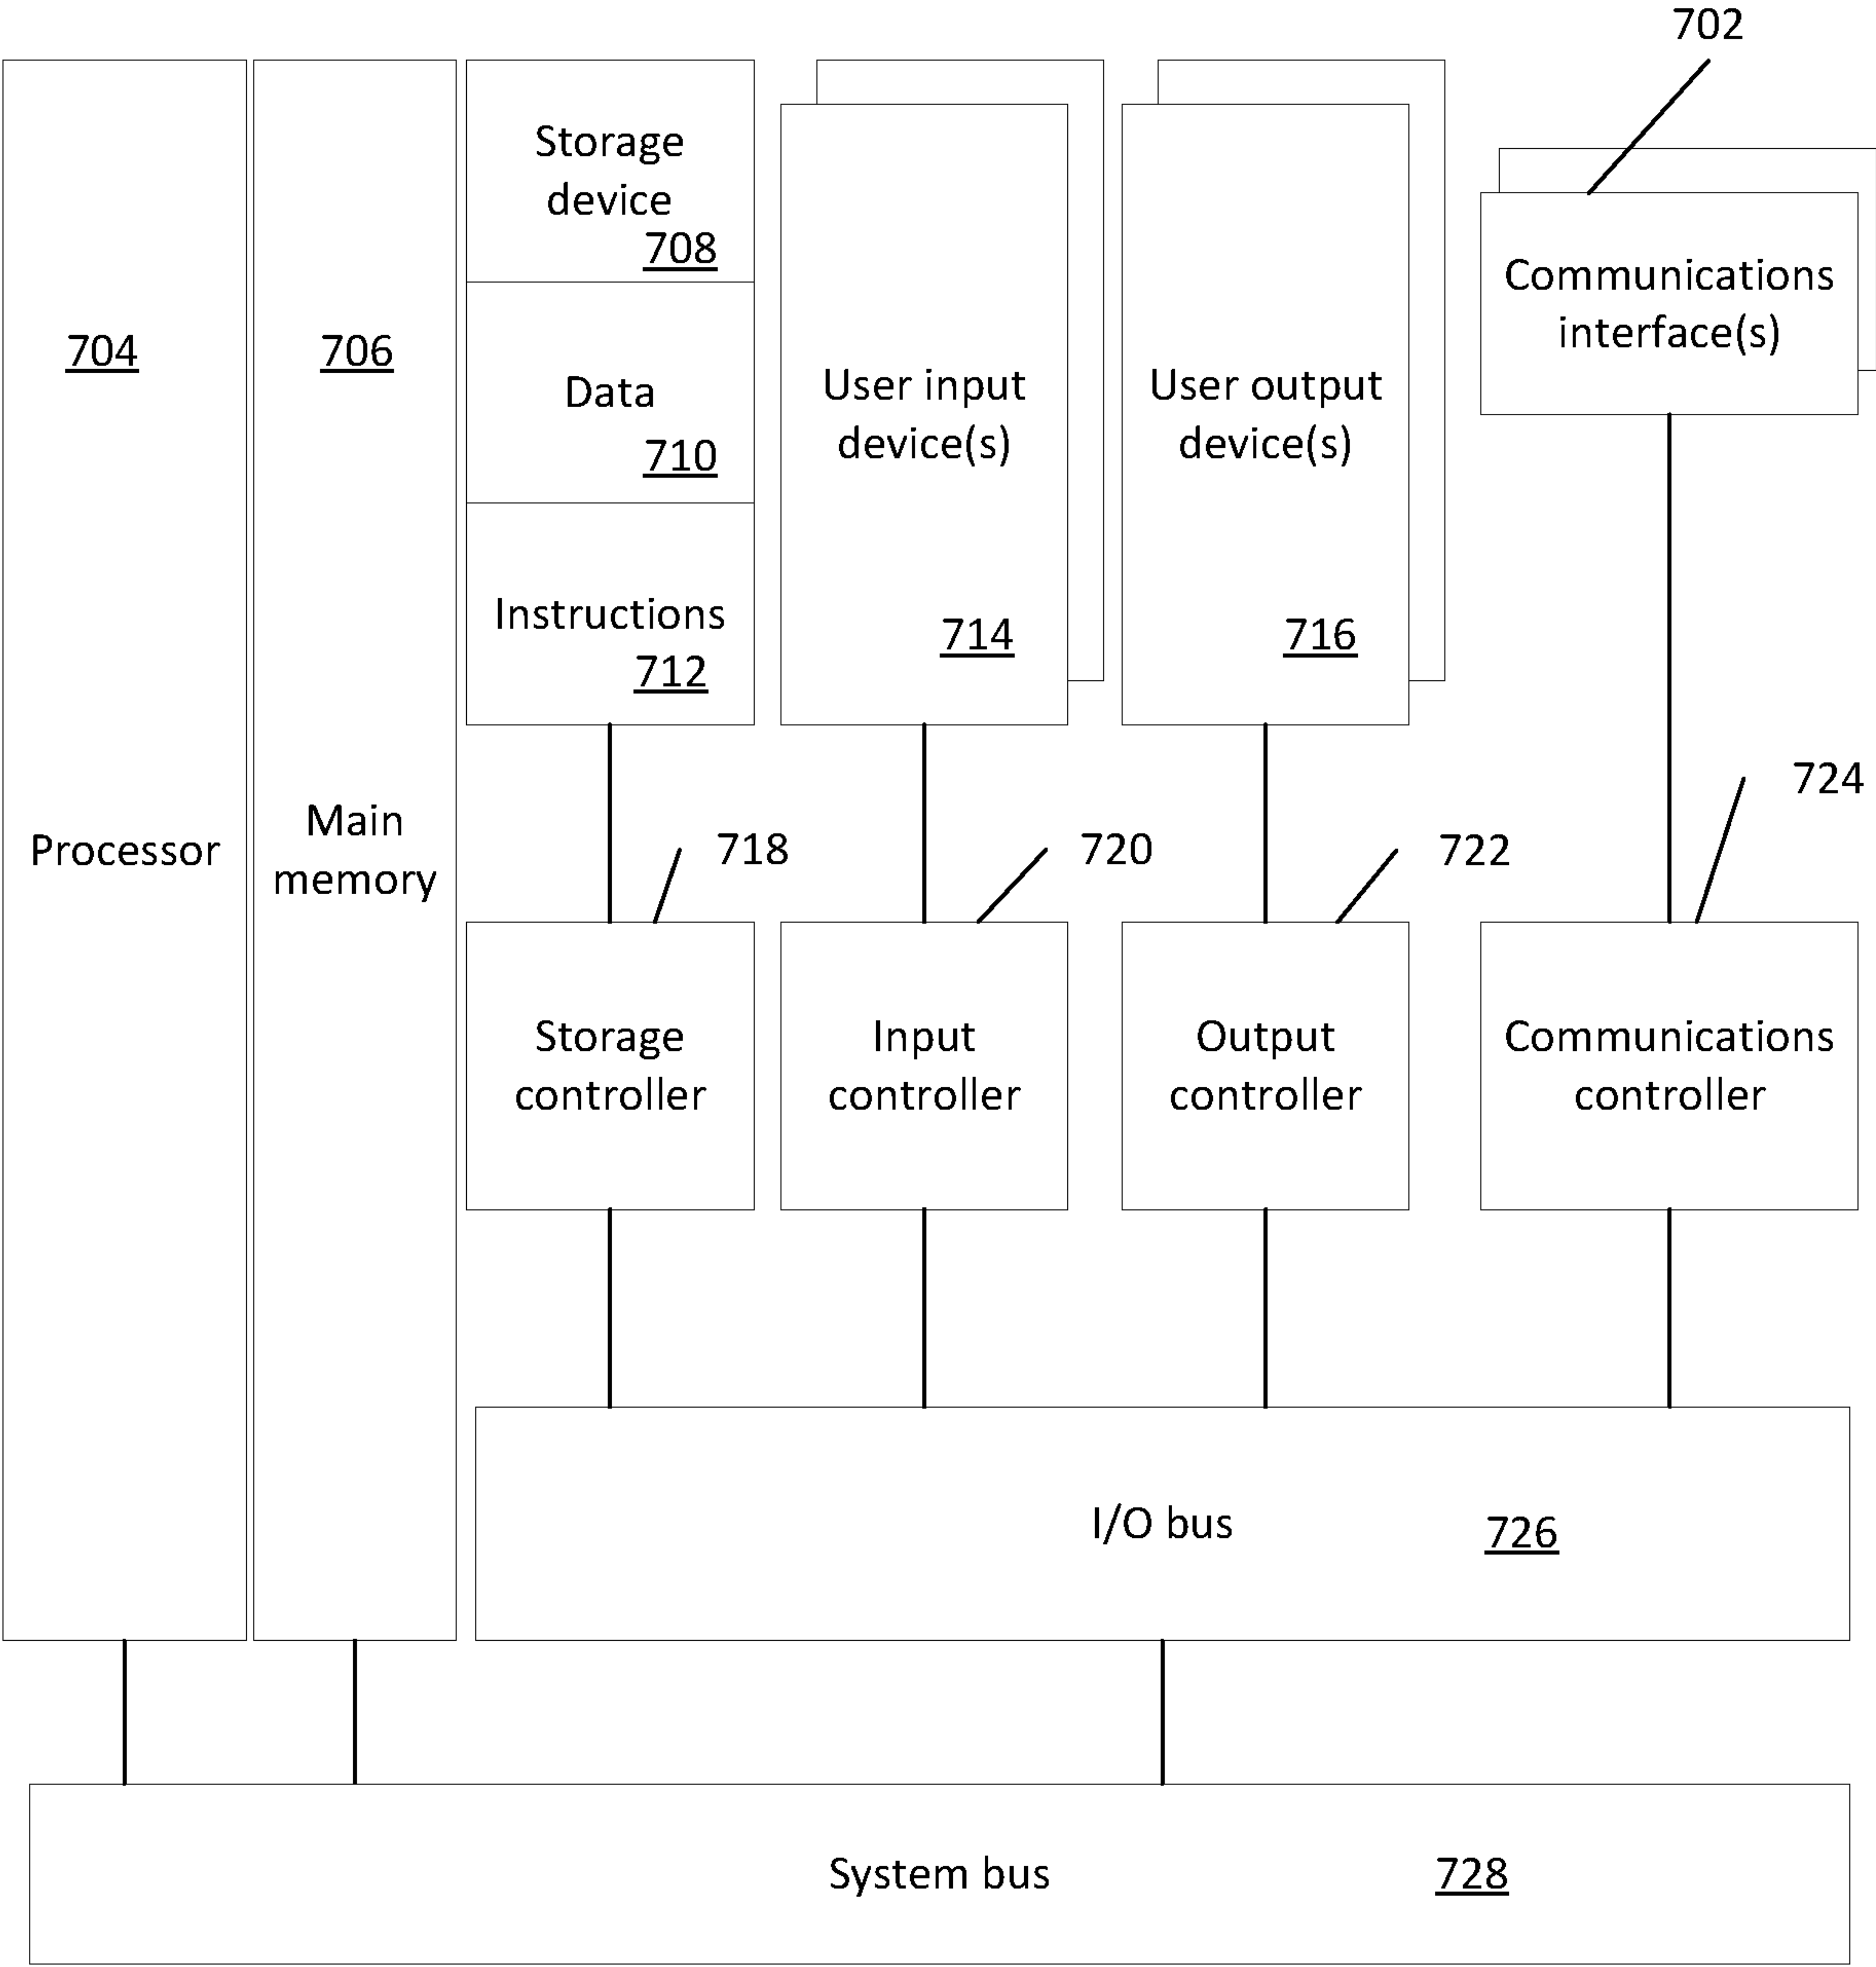 702
704
Processor
706
Main
memory
Storage
device
708
Data
710
Instructions
712
User input
device(s)
714
User output
device(s)
716
Communications
interface(s)
718
720
722
724
Storage
controller
Input
controller
Output
controller
Communications
controller
I/O bus
726
System bus
728